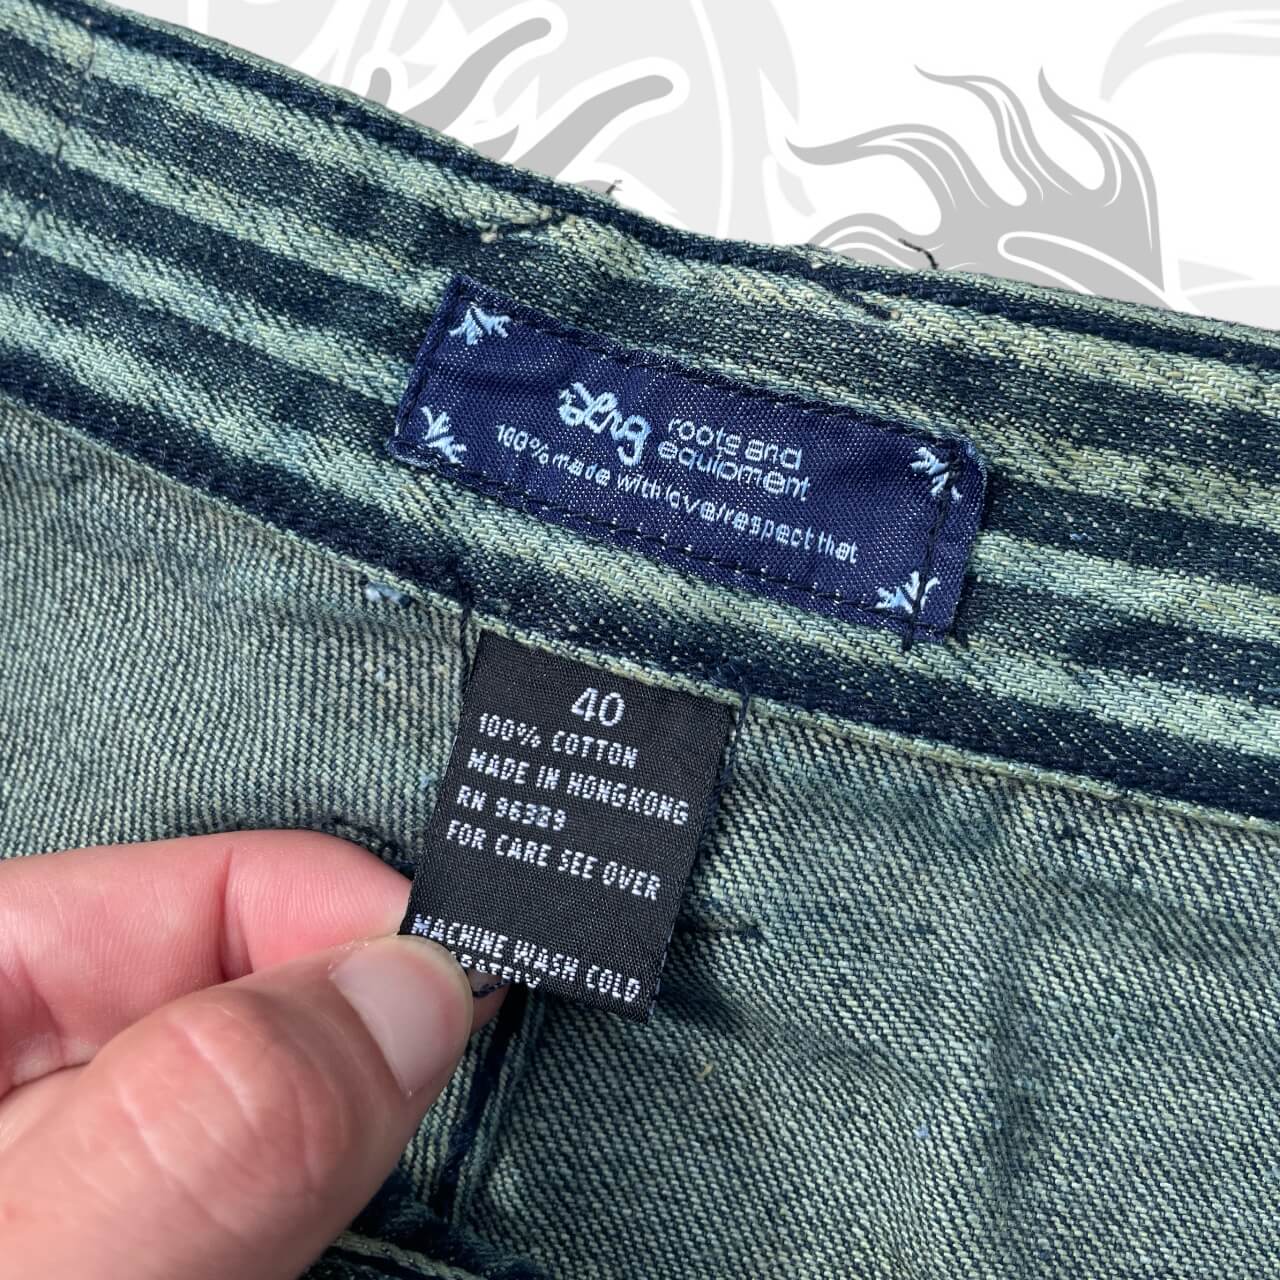 Lrg roots and
equipment
100% made with love/respect that
40
100% COTTON
MADE IN HONGKONG
RN 96389
FOR CARE SEE OVER
MACHINE WASH COLD